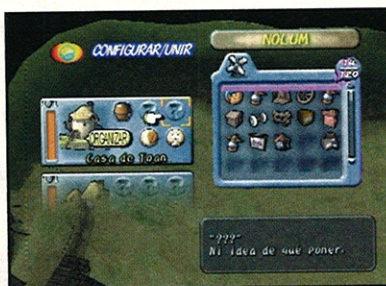 CONFIGURAR/UNIR
NOLUM
ORGANIZAR
Casa de Toan
???
"???"
Ni idea de qué poner.